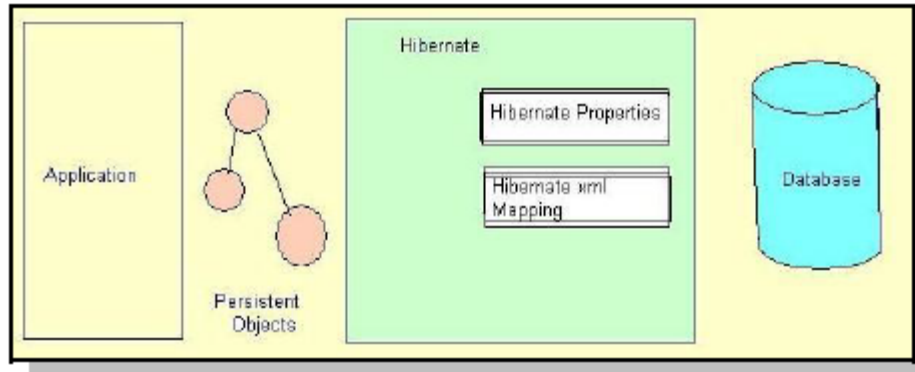 Hibernate
Hibernate Properties
Application
Hibernate xml
Mapping
Database
Persistent
Objects